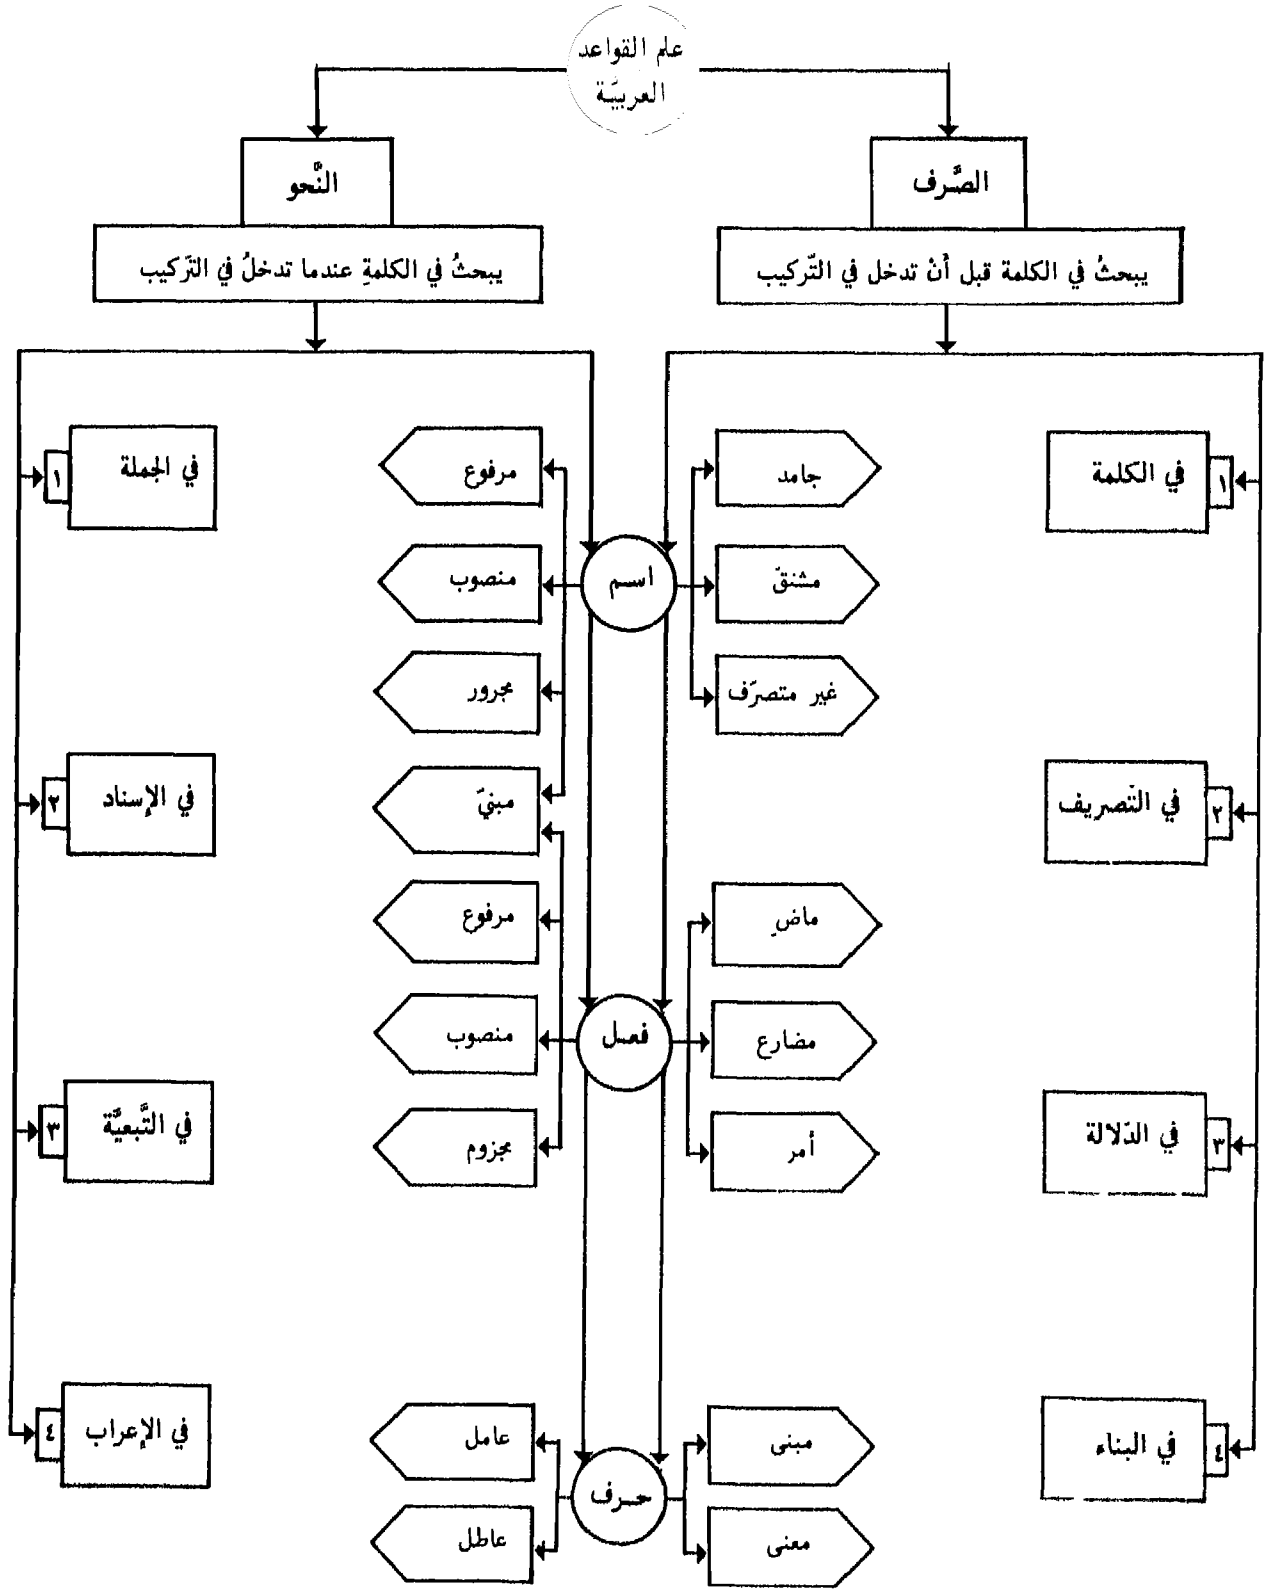 علم القواعد
العربيَّة
الصَّرف
النَّحو
يبحثُ في الكلمة قبل أنْ تدخل في التّركيب
يبحثُ في الكلمةِ عندما تدخلُ في التّركيب
١
في الكلمة
٢
في التّصريف
٣
في الدّلالة
٤
في البناء
اسم
جامد
مشتقّ
غير متصرّف
مرفوع
منصوب
مجرور
مبنيّ
فعل
ماضٍ
مضارع
أمر
مرفوع
منصوب
مجزوم
حرف
مبنى
معنى
عامل
عاطل
في الجملة
١
في الإسناد
٢
في التَّبعيَّة
٣
في الإعراب
٤